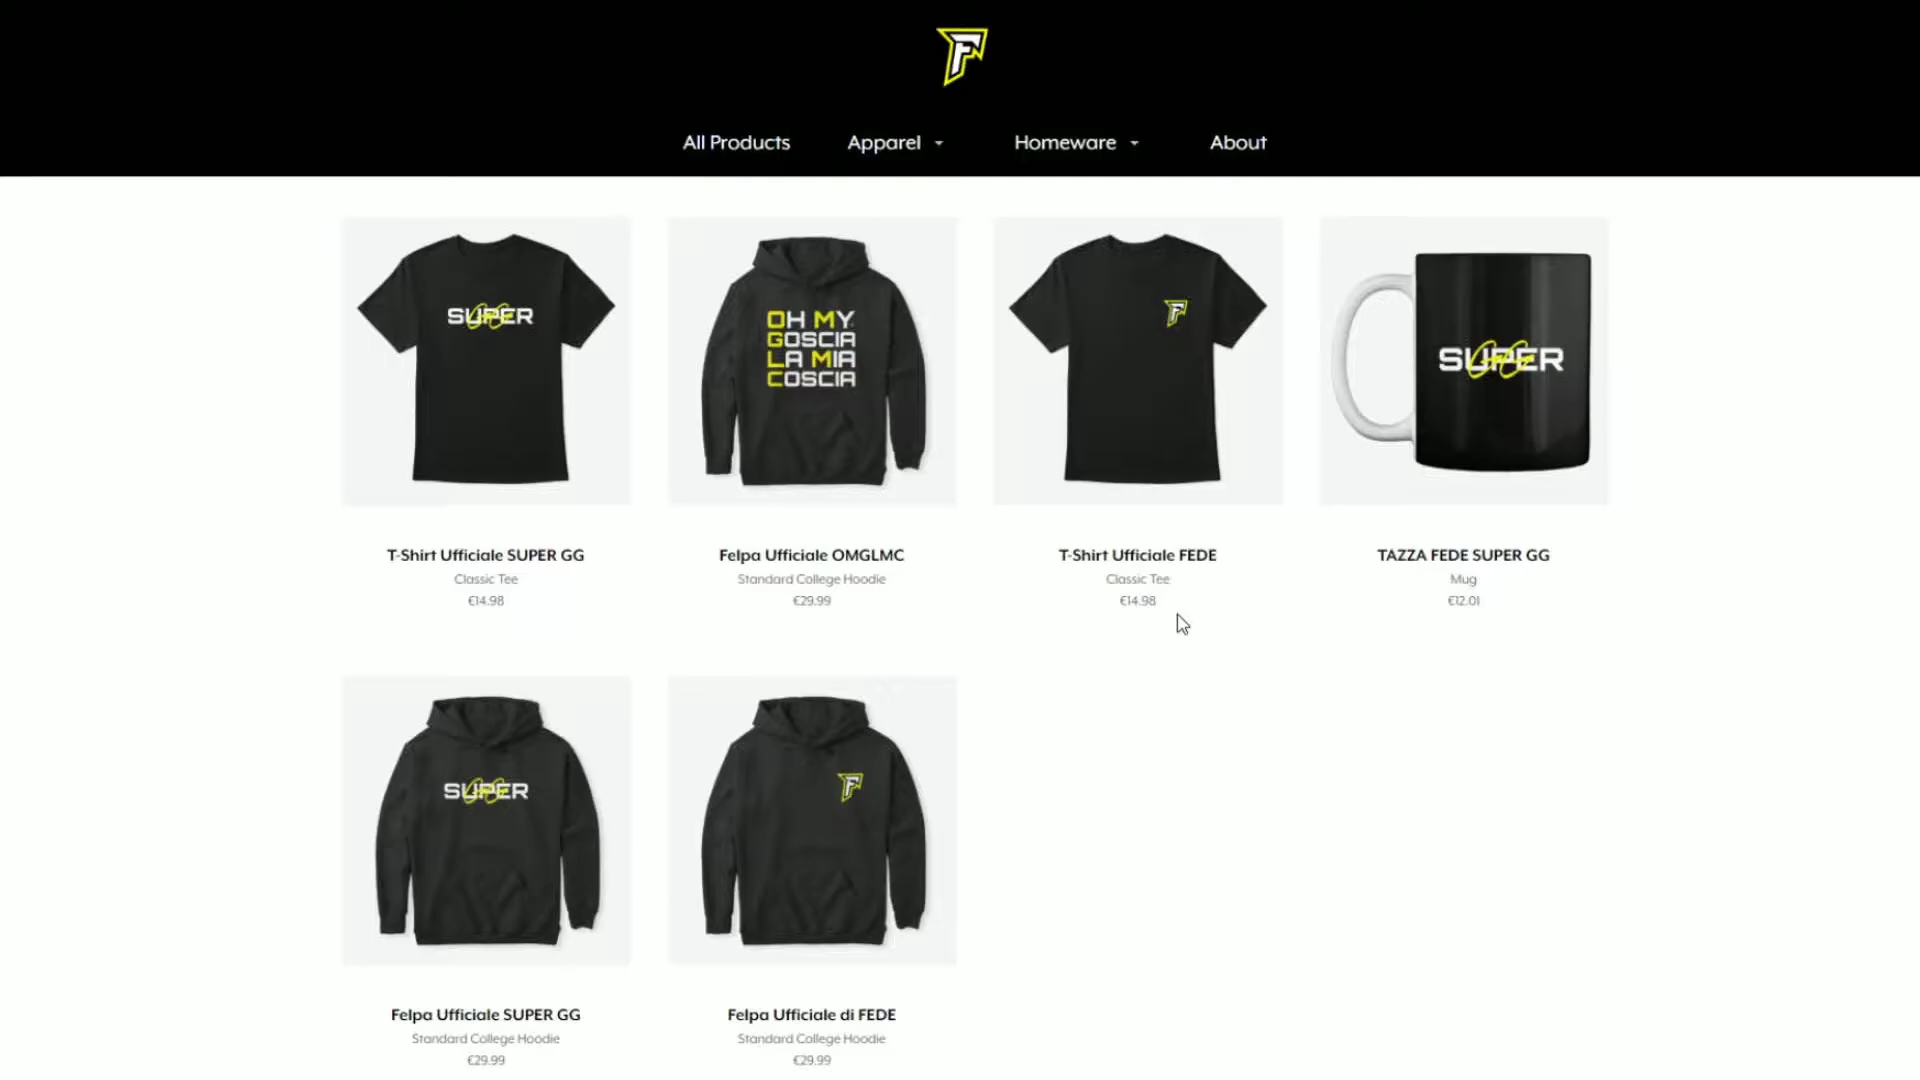 F
All Products Apparel Homeware About
SUPER GG
OH MY
GOSCIA
LA MIA
COSCIA
F
SUPER GG
T-Shirt Ufficiale SUPER GG
Classic Tee
€14.98
Felpa Ufficiale OMGLMC
Standard College Hoodie
€29.99
T-Shirt Ufficiale FEDE
Classic Tee
€14.98
TAZZA FEDE SUPER GG
Mug
€12.01
SUPER GG
F
Felpa Ufficiale SUPER GG
Standard College Hoodie
€29.99
Felpa Ufficiale di FEDE
Standard College Hoodie
€29.99